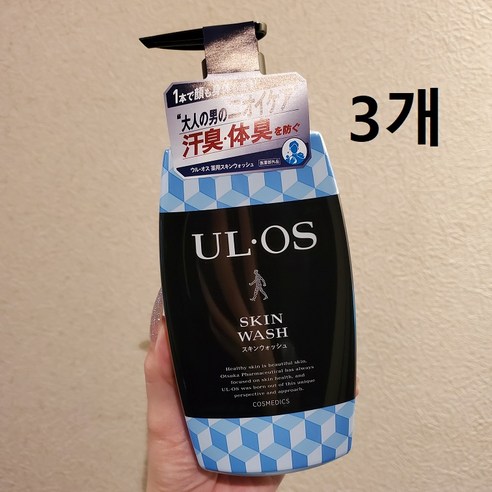 1本で顔も身体も
“大人の男のニオイケア”
汗臭・体臭を防ぐ
ウル・オス 薬用スキンウォッシュ
医薬部外品
3개
UL·OS
SKIN
WASH
スキンウォッシュ
Healthy skin is beautiful skin.
Otsuka Pharmaceutical has always
focused on skin health, and
UL·OS was born out of this unique
perspective and approach.
COSMEDICS